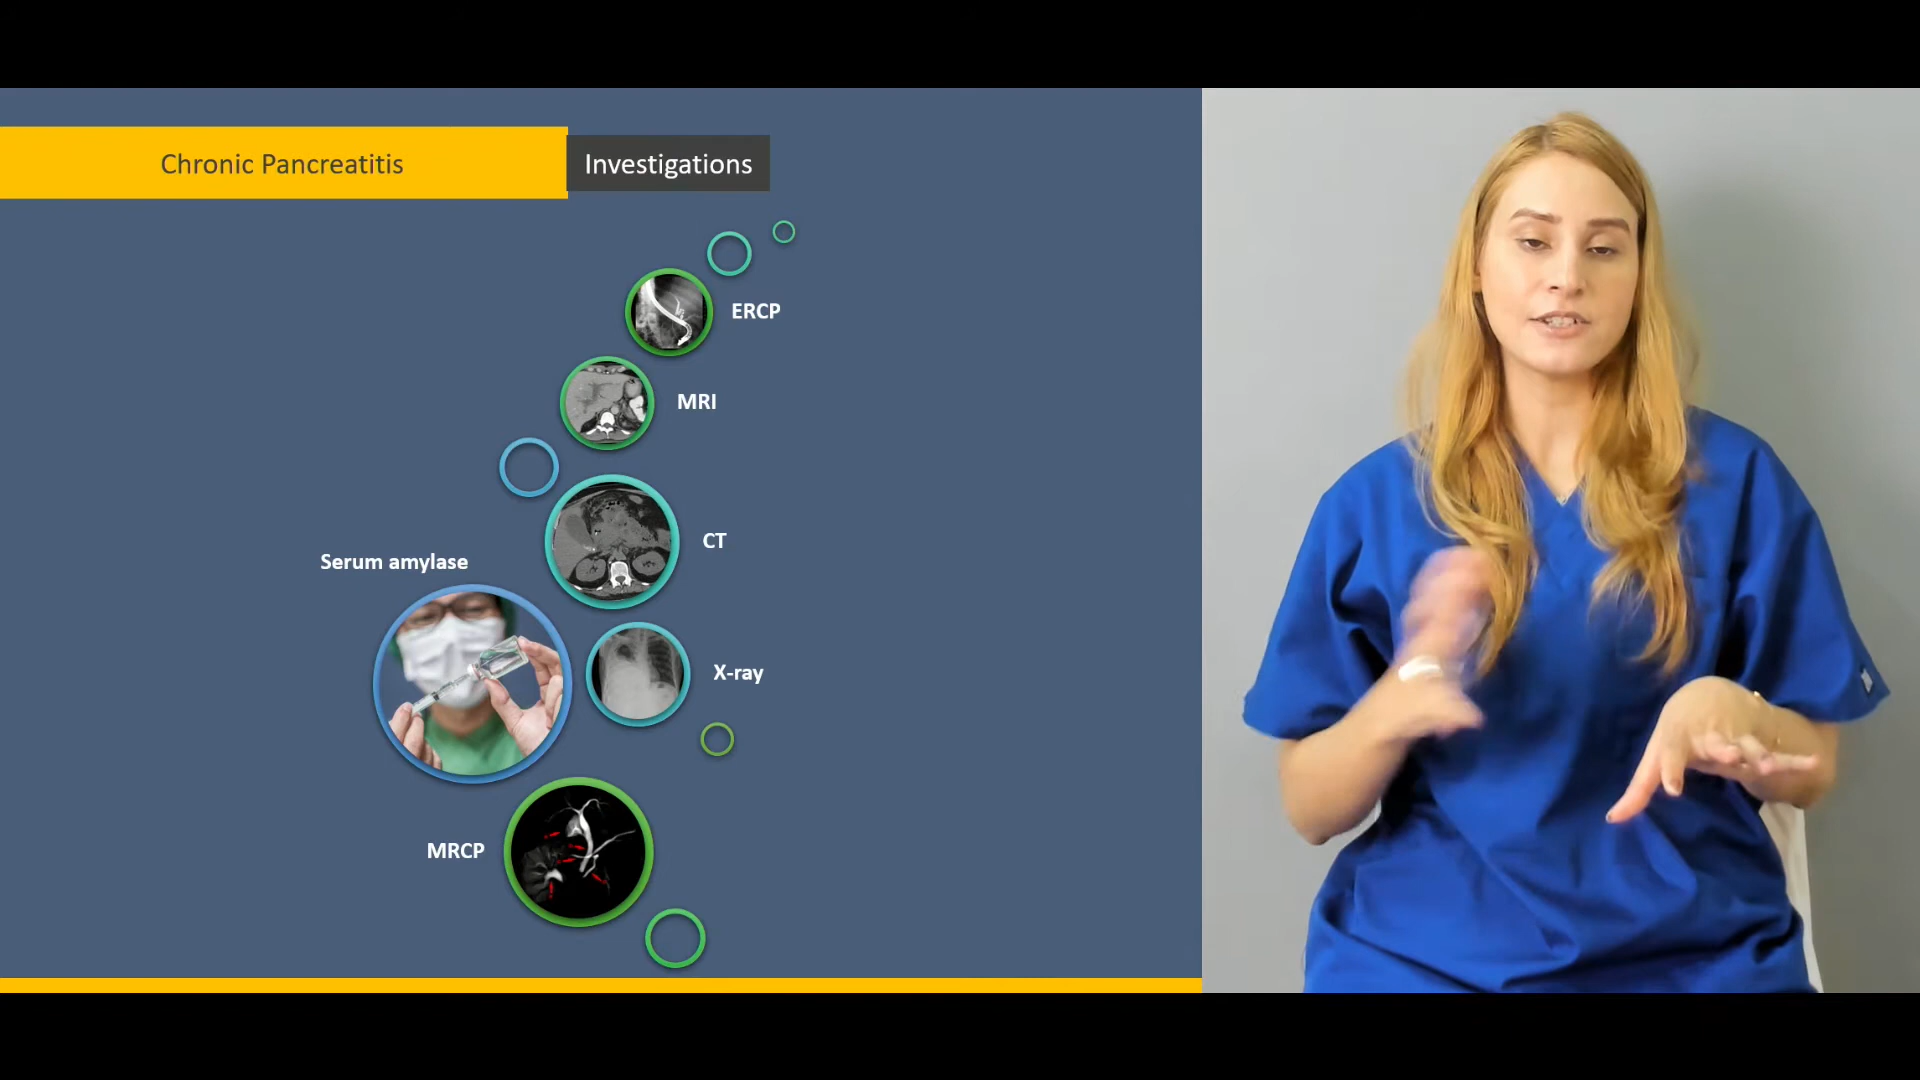 Chronic Pancreatitis
Investigations
ERCP
MRI
CT
Serum amylase
X-ray
MRCP